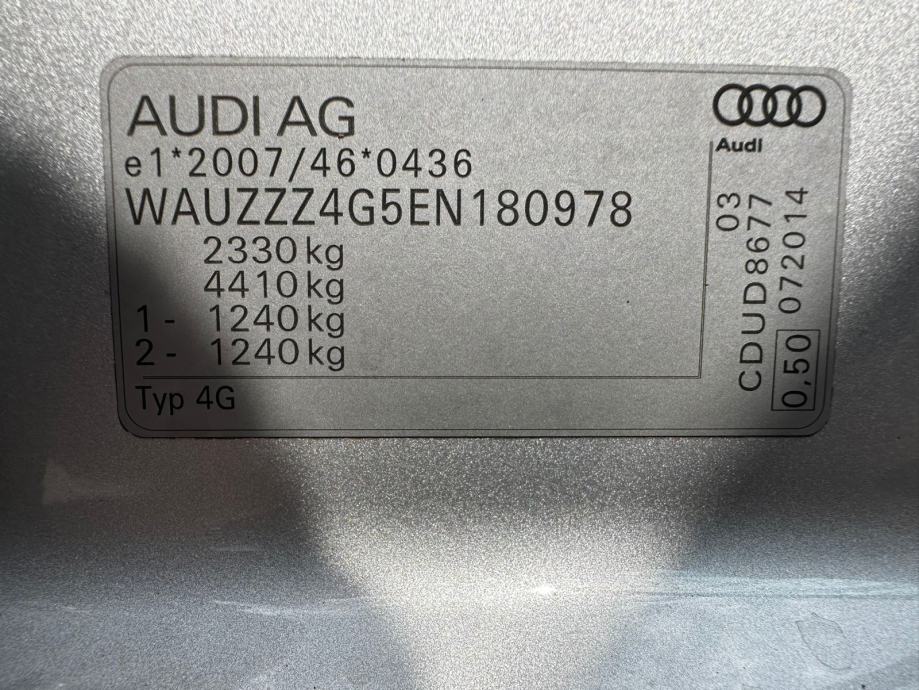 AUDI AG
e1*2007/46*0436
WAUZZZ4G5EN180978
2330 kg
4410 kg
1 - 1240 kg
2 - 1240 kg
Typ 4G
Audi
03
CDUD8677
0,50 072014